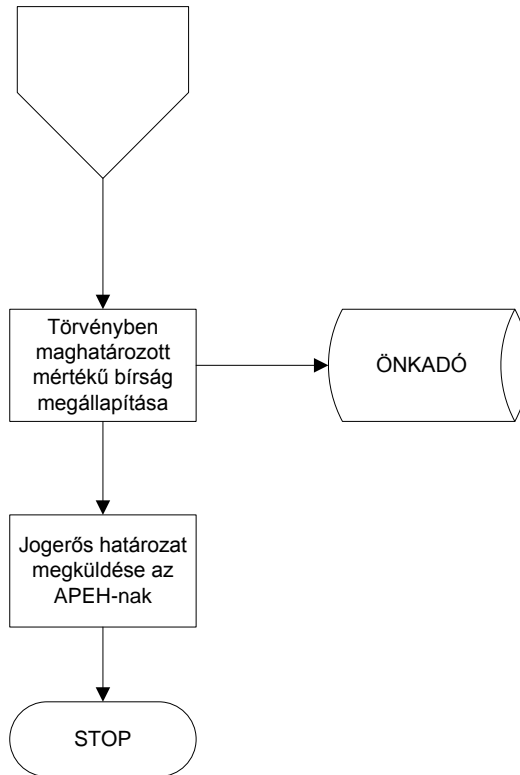 Törvényben
maghatározott
mértékű bírság
megállapítása
ÖNKADÓ
Jogerős határozat
megküldése az
APEH-nak
STOP